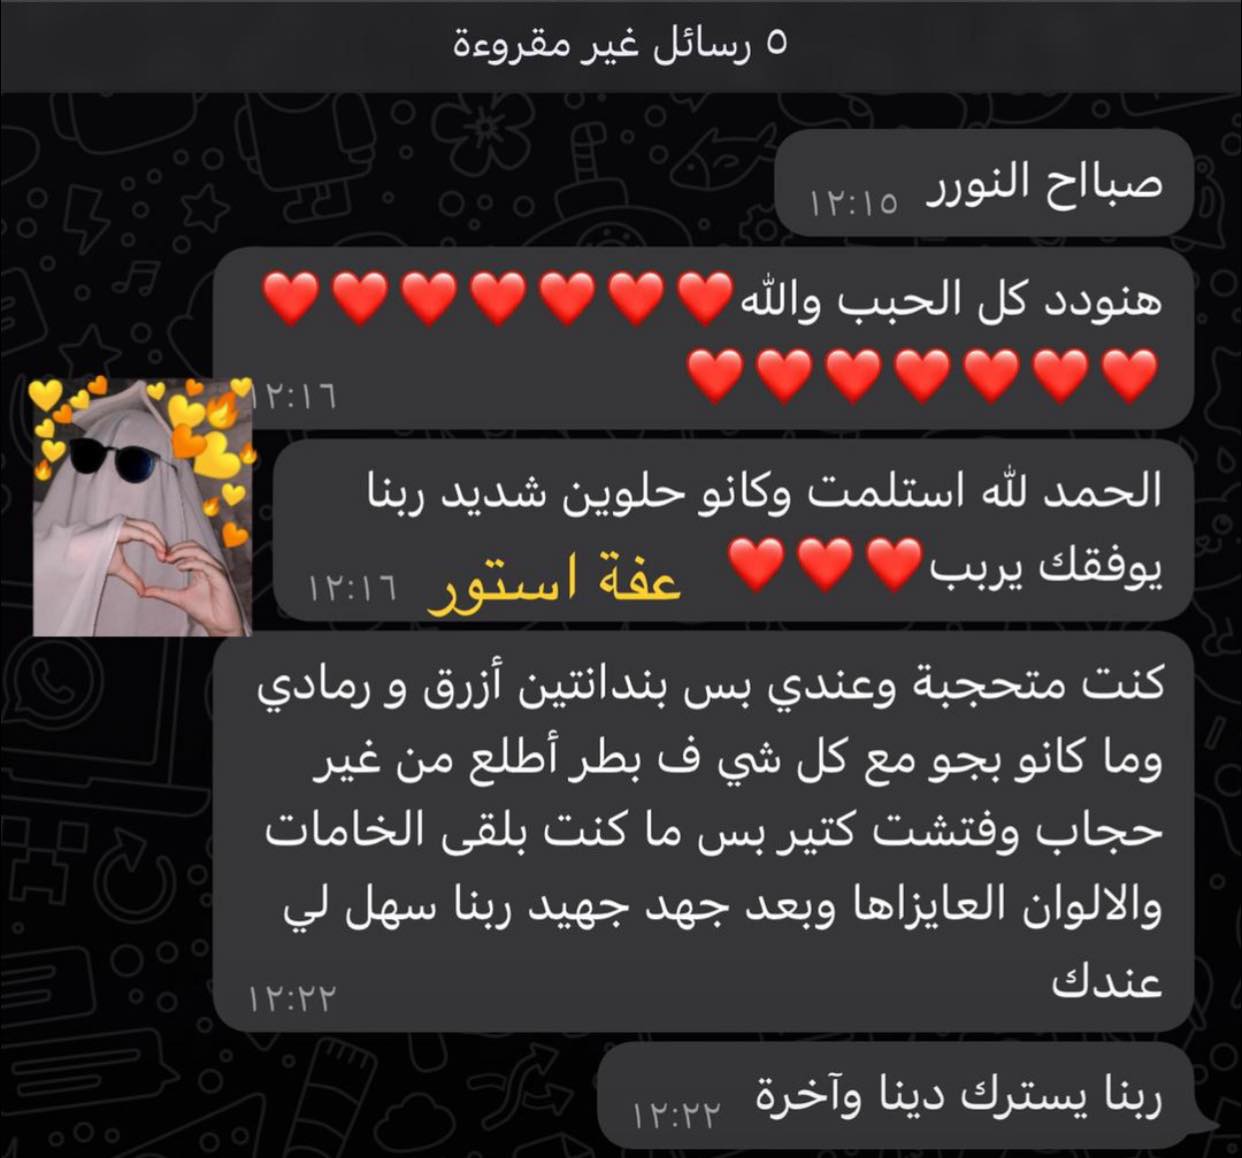 ٥ رسائل غير مقروءة
صبااح النورر
١٢:١٥
هنودد كل الحبب والله❤️❤️❤️❤️❤️❤️❤️
❤️❤️❤️❤️❤️❤️❤️
١٢:١٦
الحمد لله استلمت وكانو حلوين شديد ربنا
يوفقك يربب❤️❤️❤️
عفة استور
١٢:١٦
كنت متحجبة وعندي بس بندانتين أزرق و رمادي
وما كانو بجو مع كل شي ف بطر أطلع من غير
حجاب وفتشت كتير بس ما كنت بلقى الخامات
والالوان العايزاها وبعد جهد جهيد ربنا سهل لي
عندك
١٢:٢٢
ربنا يسترك دينا وآخرة
١٢:٢٢